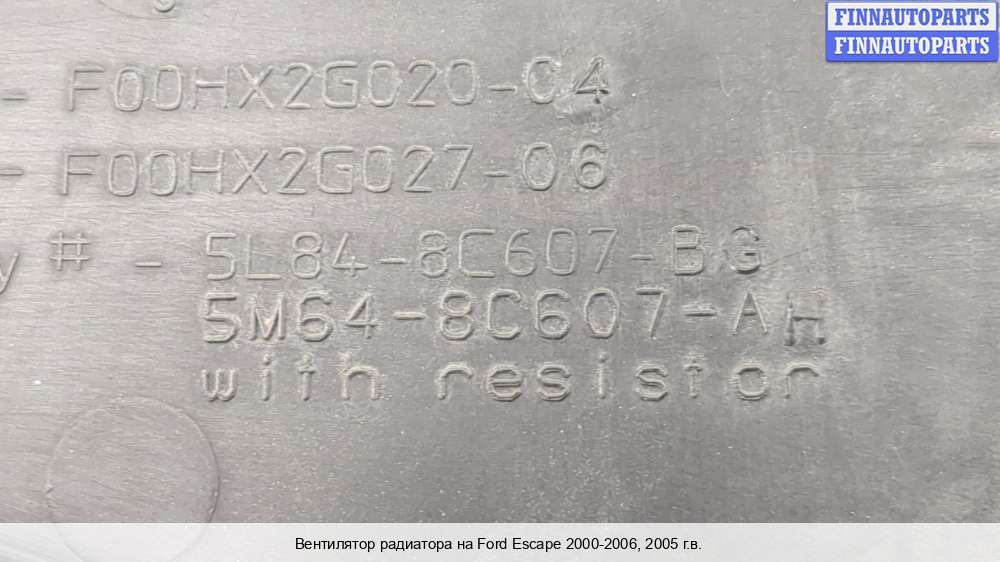 FINNAUTOPARTS
FINNAUTOPARTS
- F00HX2G020-04
- F00HX2G027-06
y # - 5L84-8C607-BG
5M64-8C607-AH
with resistor
Вентилятор радиатора на Ford Escape 2000-2006, 2005 г.в.